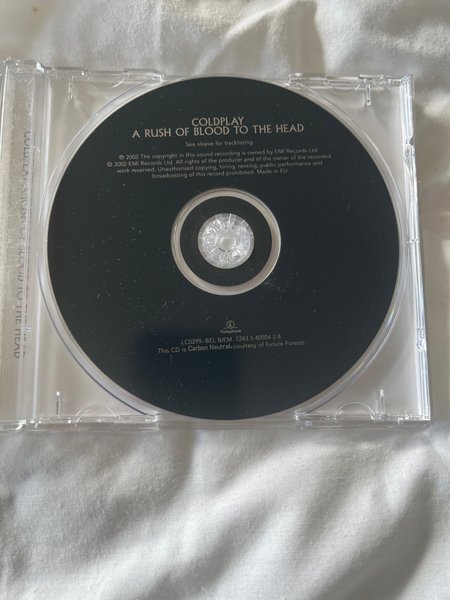 COLDPLAY
A RUSH OF BLOOD TO THE HEAD
See sleeve for tracklisting
℗ 2002 The copyright in this sound recording is owned by EMI Records Ltd.
© 2002 EMI Records Ltd. All rights of the producer and of the owner of the recorded
work reserved. Unauthorised copying, hiring, renting, public performance and
broadcasting of this record prohibited. Made in EU
Parlophone
LC0299. BEL BIEM. 7243 5 40504 2 8
This CD is Carbon Neutral, courtesy of Future Forests
COLDPLAY A RUSH OF BLOOD TO THE HEAD